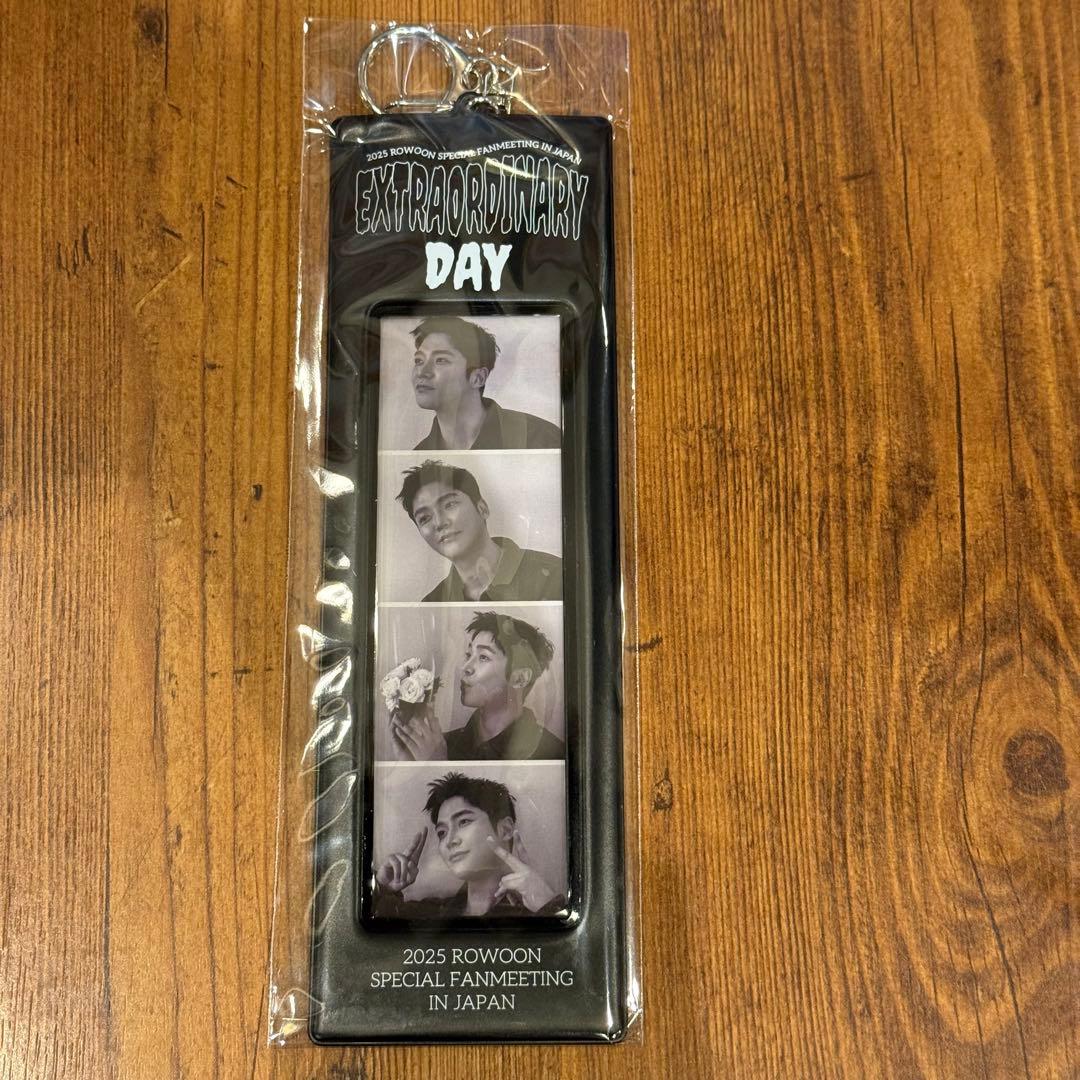 2025 ROWOON SPECIAL FANMEETING IN JAPAN
EXTRAORDINARY
DAY
2025 ROWOON
SPECIAL FANMEETING
IN JAPAN